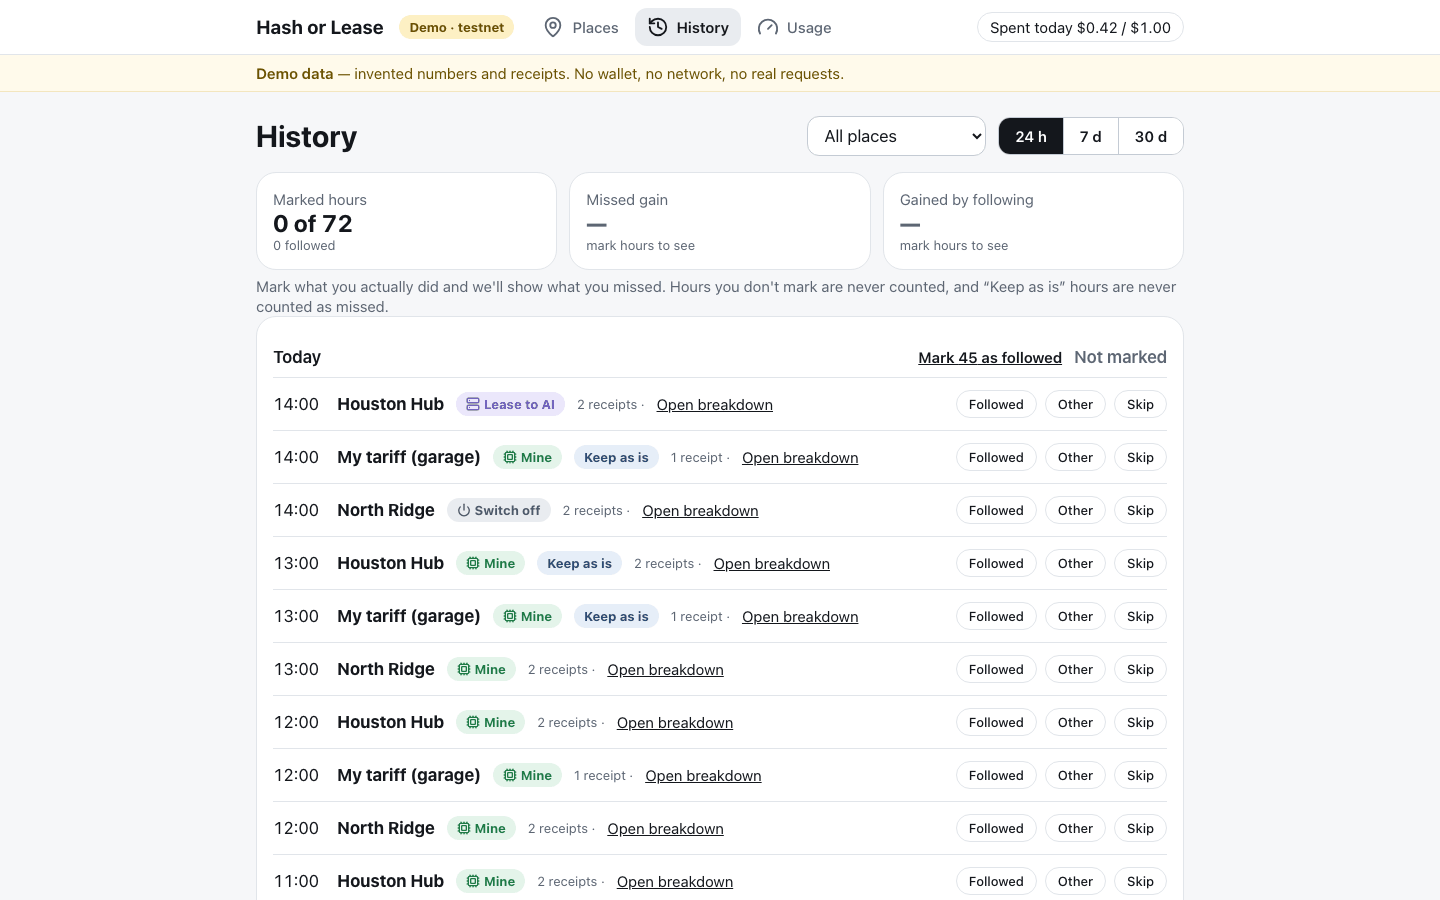 Hash or Lease Demo · testnet Places History Usage Spent today $0.42 / $1.00
Demo data — invented numbers and receipts. No wallet, no network, no real requests.
History All places 24 h 7 d 30 d
Marked hours
0 of 72
0 followed
Missed gain
—
mark hours to see
Gained by following
—
mark hours to see
Mark what you actually did and we'll show what you missed. Hours you don't mark are never counted, and “Keep as is” hours are never
counted as missed.
Today Mark 45 as followed Not marked
14:00 Houston Hub Lease to AI 2 receipts · Open breakdown Followed Other Skip
14:00 My tariff (garage) Mine Keep as is 1 receipt · Open breakdown Followed Other Skip
14:00 North Ridge Switch off 2 receipts · Open breakdown Followed Other Skip
13:00 Houston Hub Mine Keep as is 2 receipts · Open breakdown Followed Other Skip
13:00 My tariff (garage) Mine Keep as is 1 receipt · Open breakdown Followed Other Skip
13:00 North Ridge Mine 2 receipts · Open breakdown Followed Other Skip
12:00 Houston Hub Mine 2 receipts · Open breakdown Followed Other Skip
12:00 My tariff (garage) Mine 1 receipt · Open breakdown Followed Other Skip
12:00 North Ridge Mine 2 receipts · Open breakdown Followed Other Skip
11:00 Houston Hub Mine 2 receipts · Open breakdown Followed Other Skip